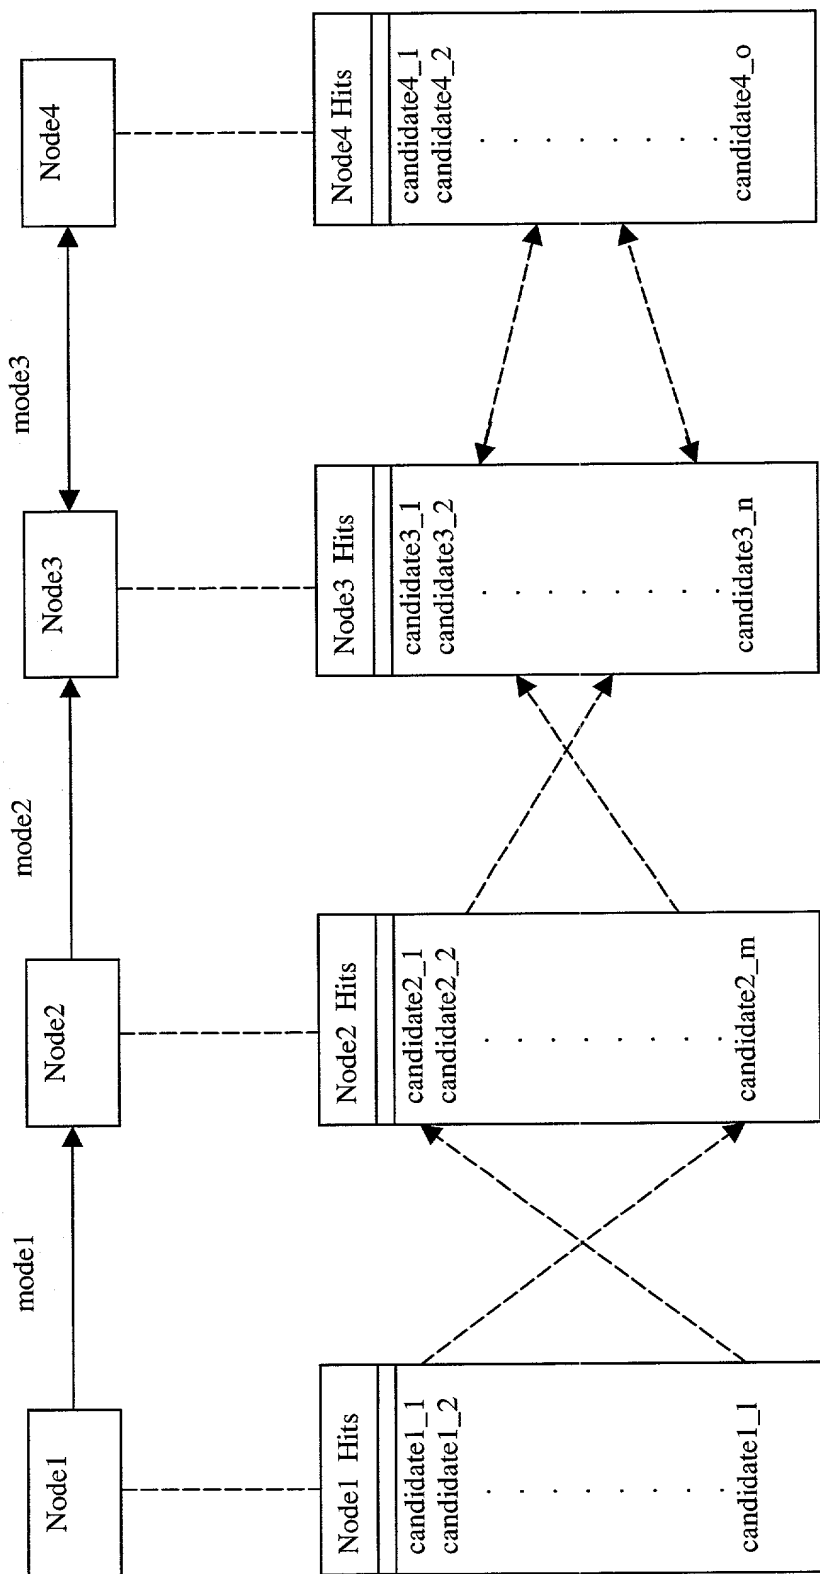 Node1
mode1
Node2
mode2
Node3
mode3
Node4
Node1 Hits
candidate1_1
candidate1_2
. . . . . . . .
candidate1_l
Node2 Hits
candidate2_1
candidate2_2
. . . . . . . .
candidate2_m
Node3 Hits
candidate3_1
candidate3_2
. . . . . . . .
candidate3_n
Node4 Hits
candidate4_1
candidate4_2
. . . . . . . .
candidate4_o